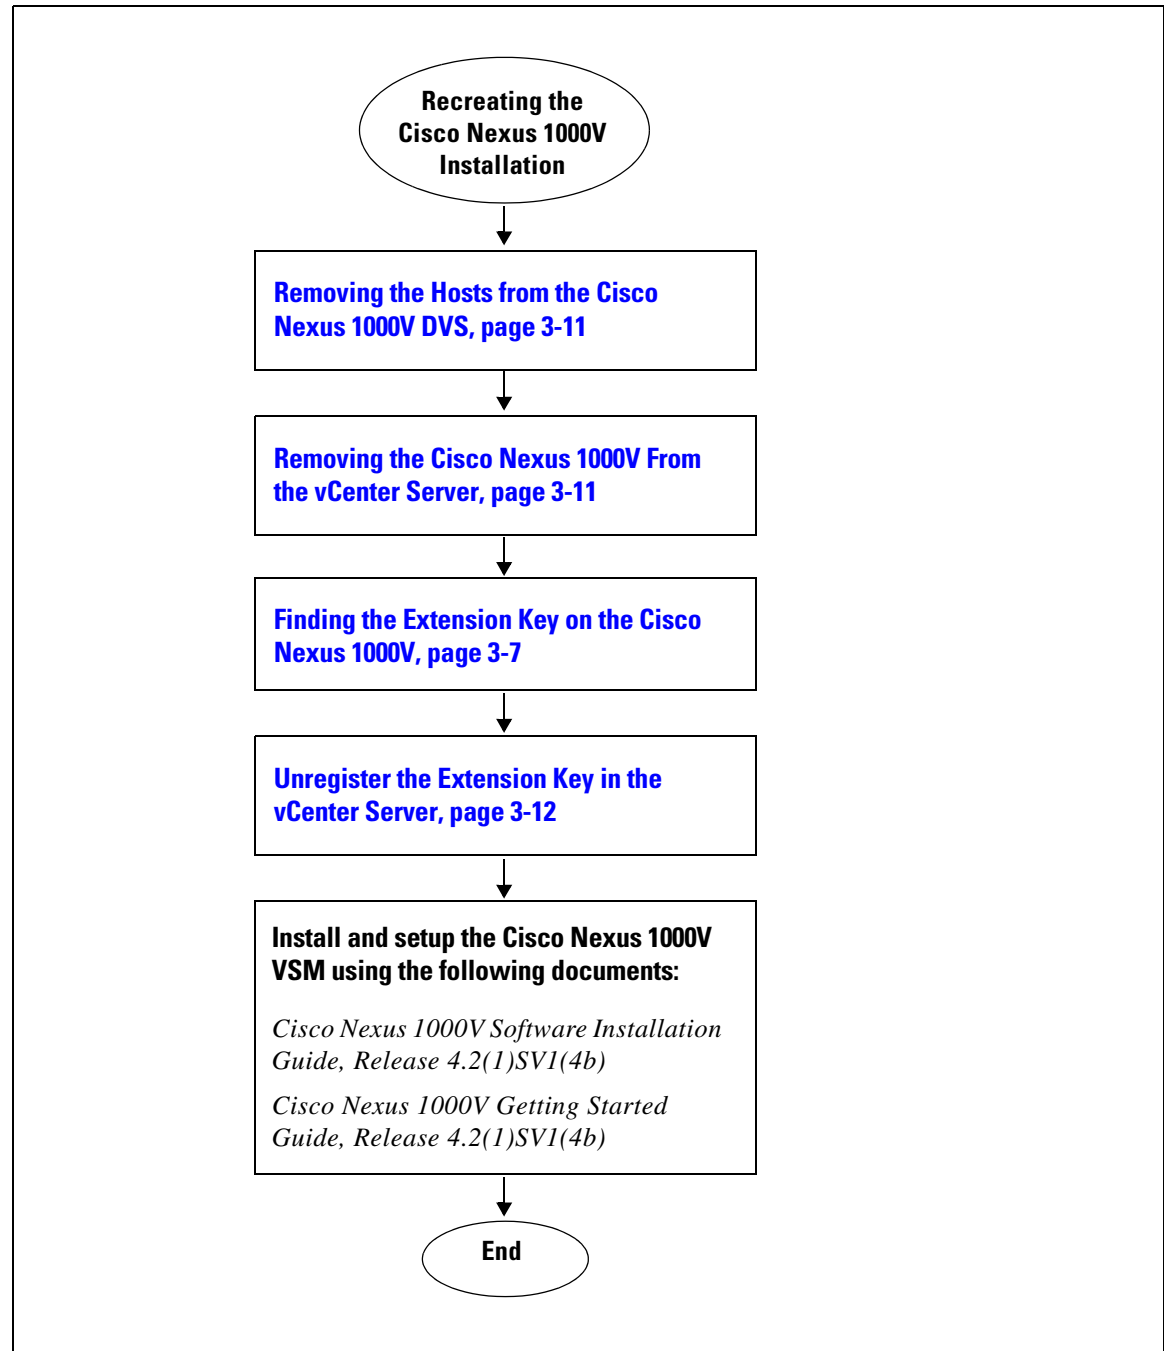 Recreating the
Cisco Nexus 1000V
Installation
Removing the Hosts from the Cisco
Nexus 1000V DVS, page 3-11
Removing the Cisco Nexus 1000V From
the vCenter Server, page 3-11
Finding the Extension Key on the Cisco
Nexus 1000V, page 3-7
Unregister the Extension Key in the
vCenter Server, page 3-12
Install and setup the Cisco Nexus 1000V
VSM using the following documents:
Cisco Nexus 1000V Software Installation
Guide, Release 4.2(1)SV1(4b)
Cisco Nexus 1000V Getting Started
Guide, Release 4.2(1)SV1(4b)
End